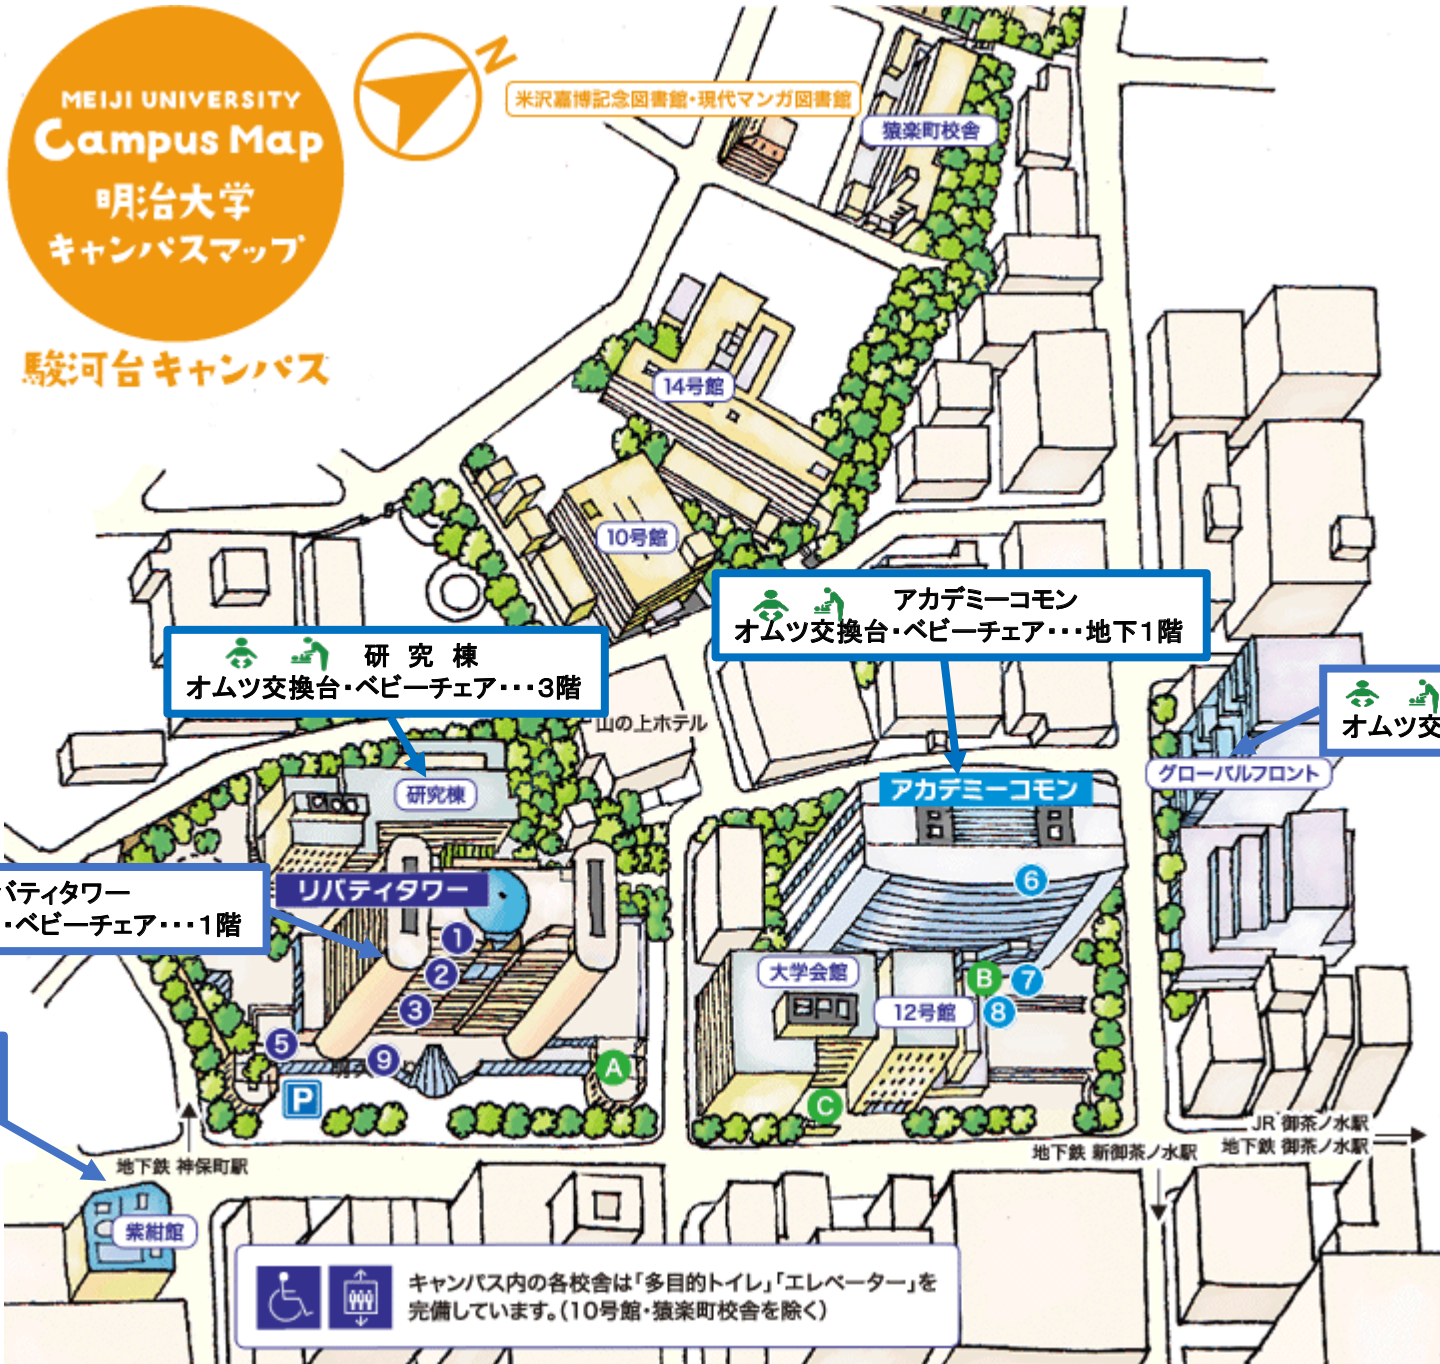 MEIJI UNIVERSITY
Campus Map
明治大学
キャンパスマップ
駿河台キャンパス
N
米沢嘉博記念図書館・現代マンガ図書館
猿楽町校舎
14号館
10号館
アカデミーコモン
オムツ交換台・ベビーチェア・・・地下1階
研 究 棟
オムツ交換台・ベビーチェア・・・3階
山の上ホテル
オムツ交
グローバルフロント
研究棟
アカデミーコモン
バティタワー
・ベビーチェア・・・1階
リバティタワー
6
1
2
3
大学会館
B
7
12号館
8
5
9
A
P
C
JR 御茶ノ水駅
地下鉄 新御茶ノ水駅
地下鉄 御茶ノ水駅
地下鉄 神保町駅
紫紺館
キャンパス内の各校舎は「多目的トイレ」「エレベーター」を
完備しています。(10号館・猿楽町校舎を除く)